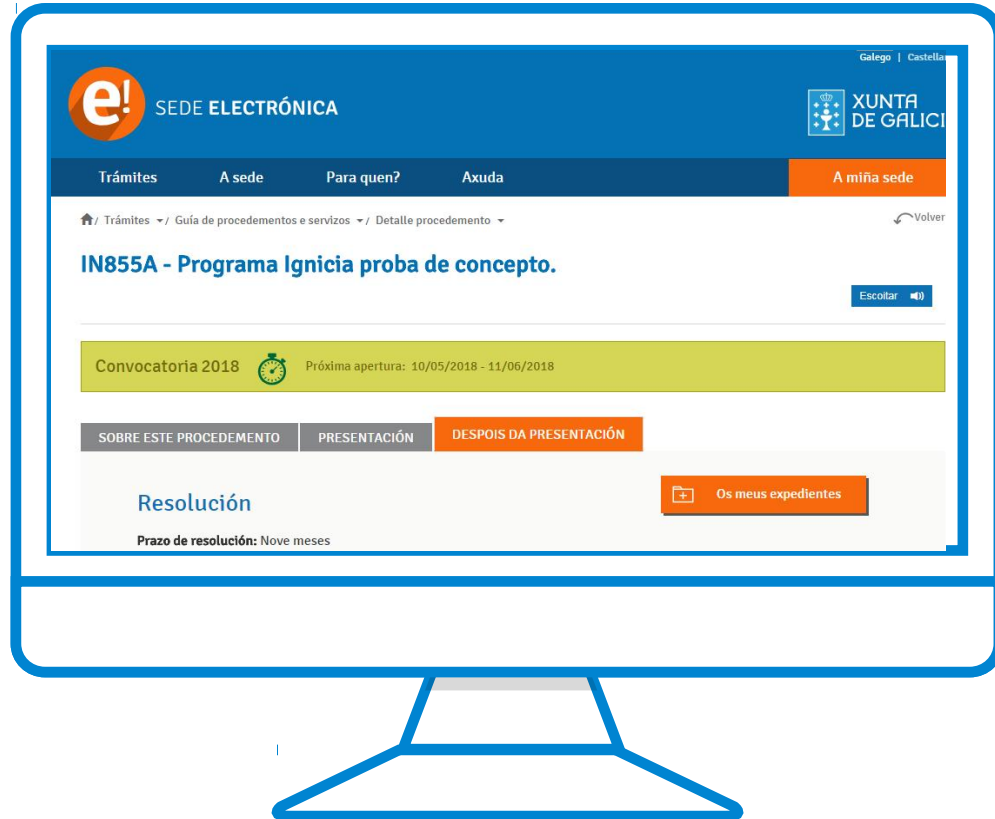 Galego | Castella
e!
SEDE ELECTRÓNICA
XUNTA
DE GALICI
Trámites A sede Para quen? Axuda A miña sede
/ Trámites / Guía de procedementos e servizos / Detalle procedemento
Volver
IN855A - Programa Ignicia proba de concepto.
Escoitar
Convocatoria 2018 Próxima apertura: 10/05/2018 - 11/06/2018
SOBRE ESTE PROCEDEMENTO PRESENTACIÓN DESPOIS DA PRESENTACIÓN
Os meus expedientes
Resolución
Prazo de resolución: Nove meses